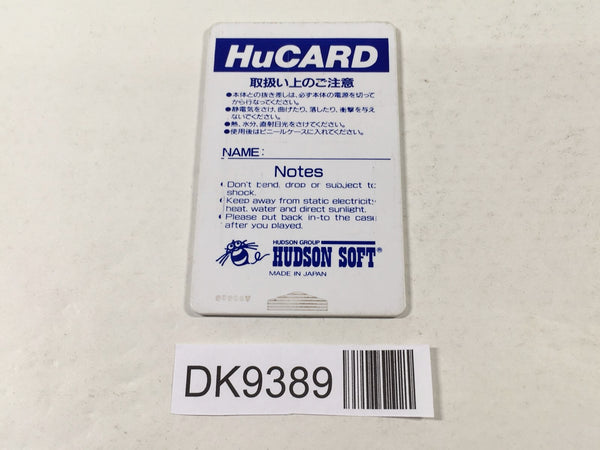 HuCARD
取扱い上のご注意
●本体との抜き差しは、必ず本体の電源を切って
から行なってください。
●静電気をさけ、曲げたり、落したり、衝撃を与え
ないでください。
●熱、水分、直射日光をさけてください。
●使用後はビニールケースに入れてください。
NAME:
Notes
●Don't bend, drop or subject to
shock.
●Keep away from static electricity,
heat, water and direct sunlight.
●Please put back in-to the case
after you played.
HUDSON GROUP
HUDSON SOFT®
MADE IN JAPAN
DK9389